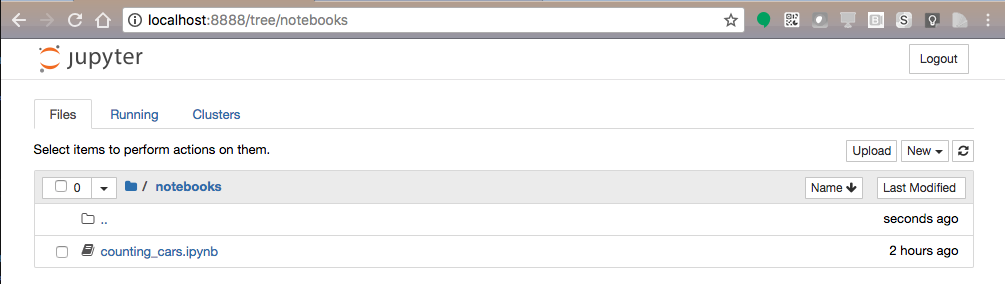 localhost:8888/tree/notebooks
jupyter
Logout
Files Running Clusters
Select items to perform actions on them.
Upload New
0 / notebooks Name Last Modified
.. seconds ago
counting_cars.ipynb 2 hours ago